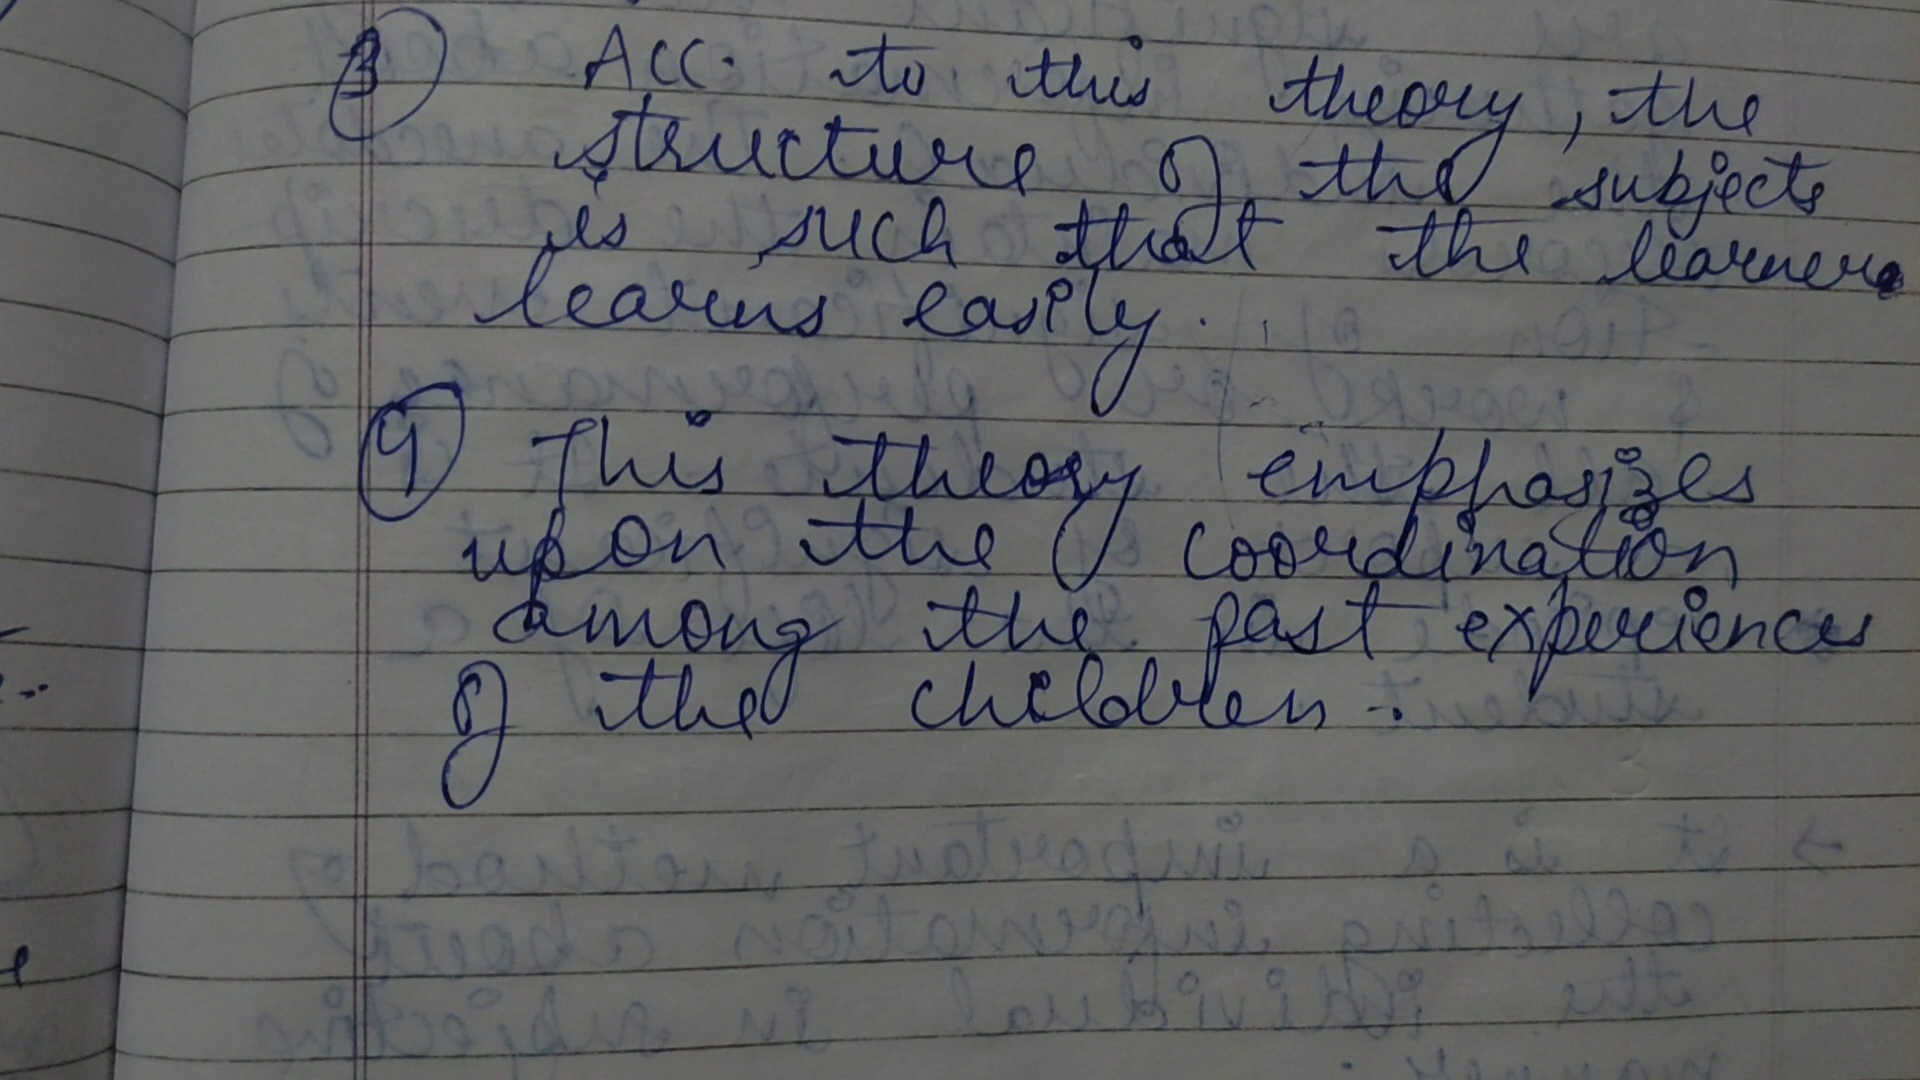 ③ Acc. to this theory, the
structure of the subjects
is such that the learner
learns easily.
④ This theory emphasizes
upon the coordination
among the past experiences
of the children.